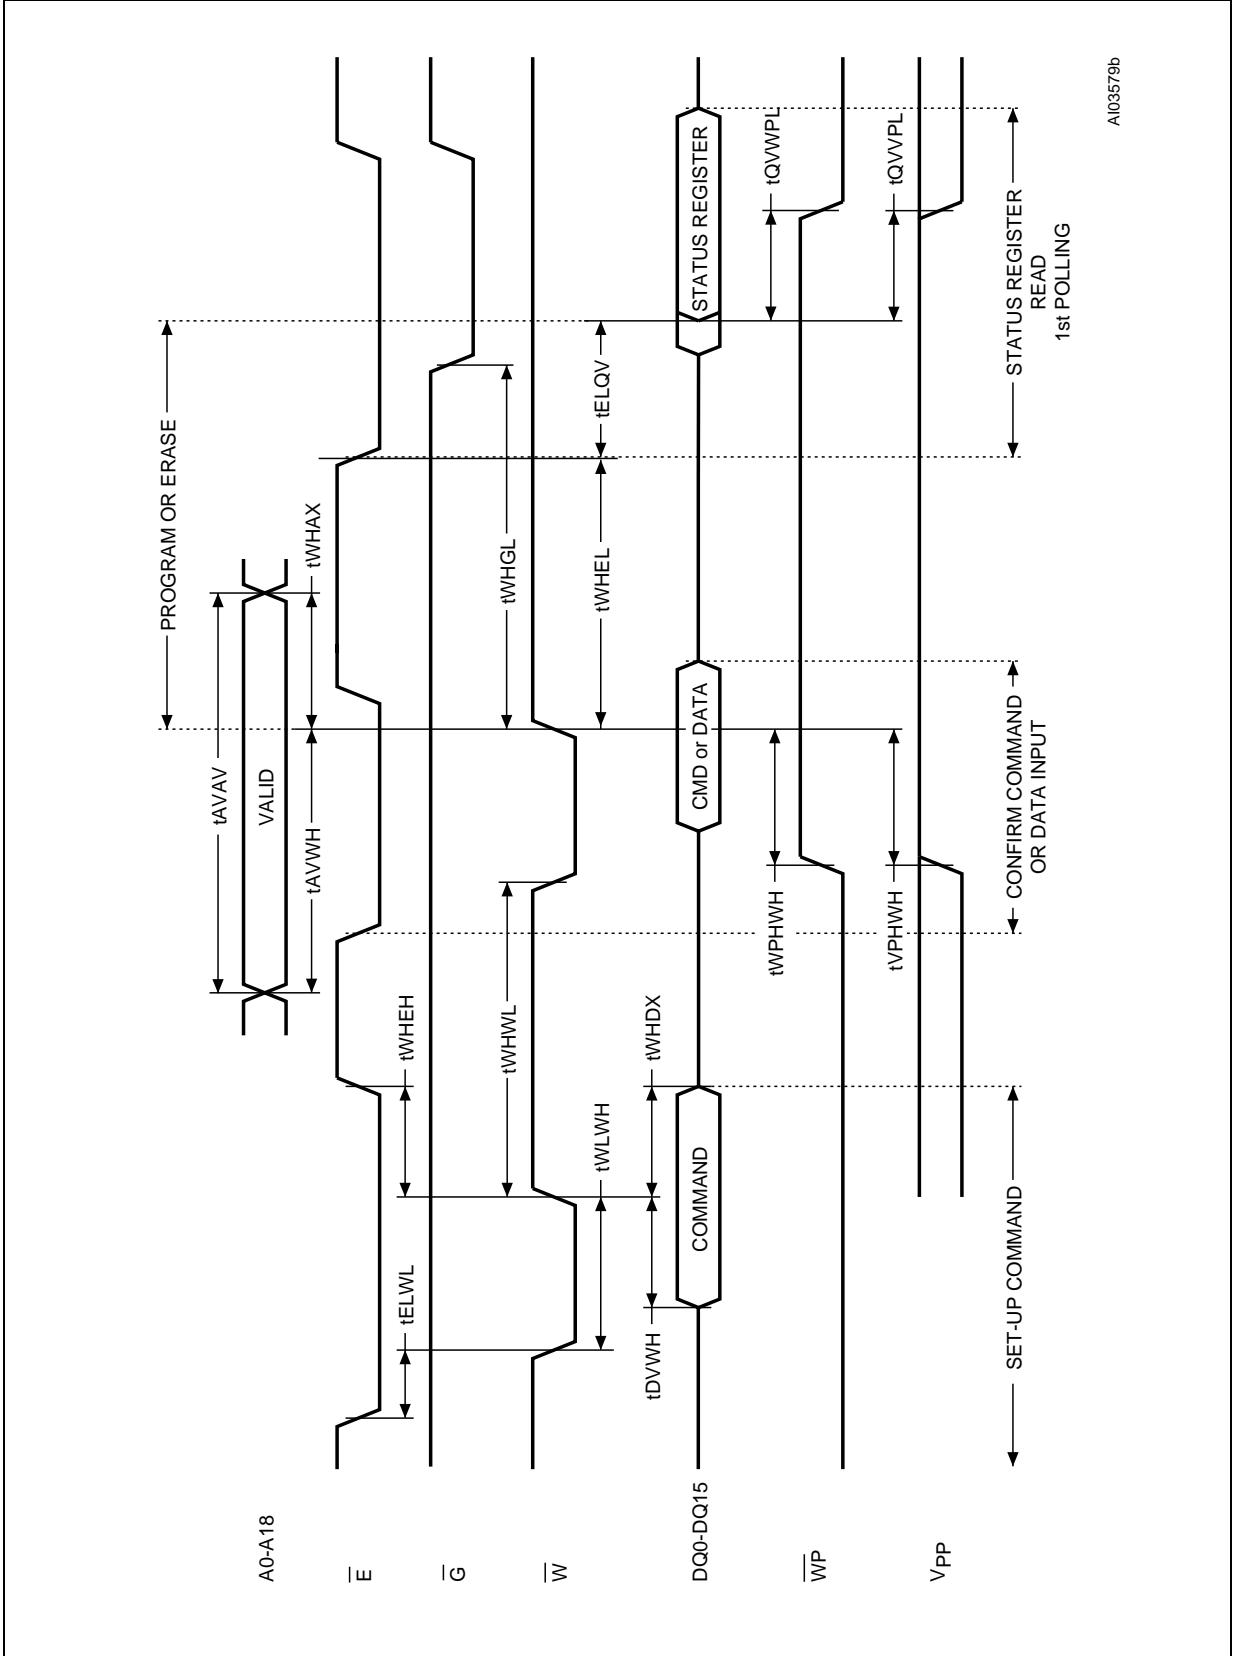 A0-A18
VALID
tAVAV
tAVWH
tWHAX
PROGRAM OR ERASE
E
tELWL
tWHEH
G
tWHWL
tWHGL
W
tWLWH
tWHEL
tELQV
DQ0-DQ15
COMMAND
CMD or DATA
STATUS REGISTER
tDVWH
tWHDX
WP
tWPHWH
tQVWPL
VPP
tVPHWH
tQVVPL
SET-UP COMMAND
CONFIRM COMMAND
OR DATA INPUT
STATUS REGISTER
READ
1st POLLING
AI03579b